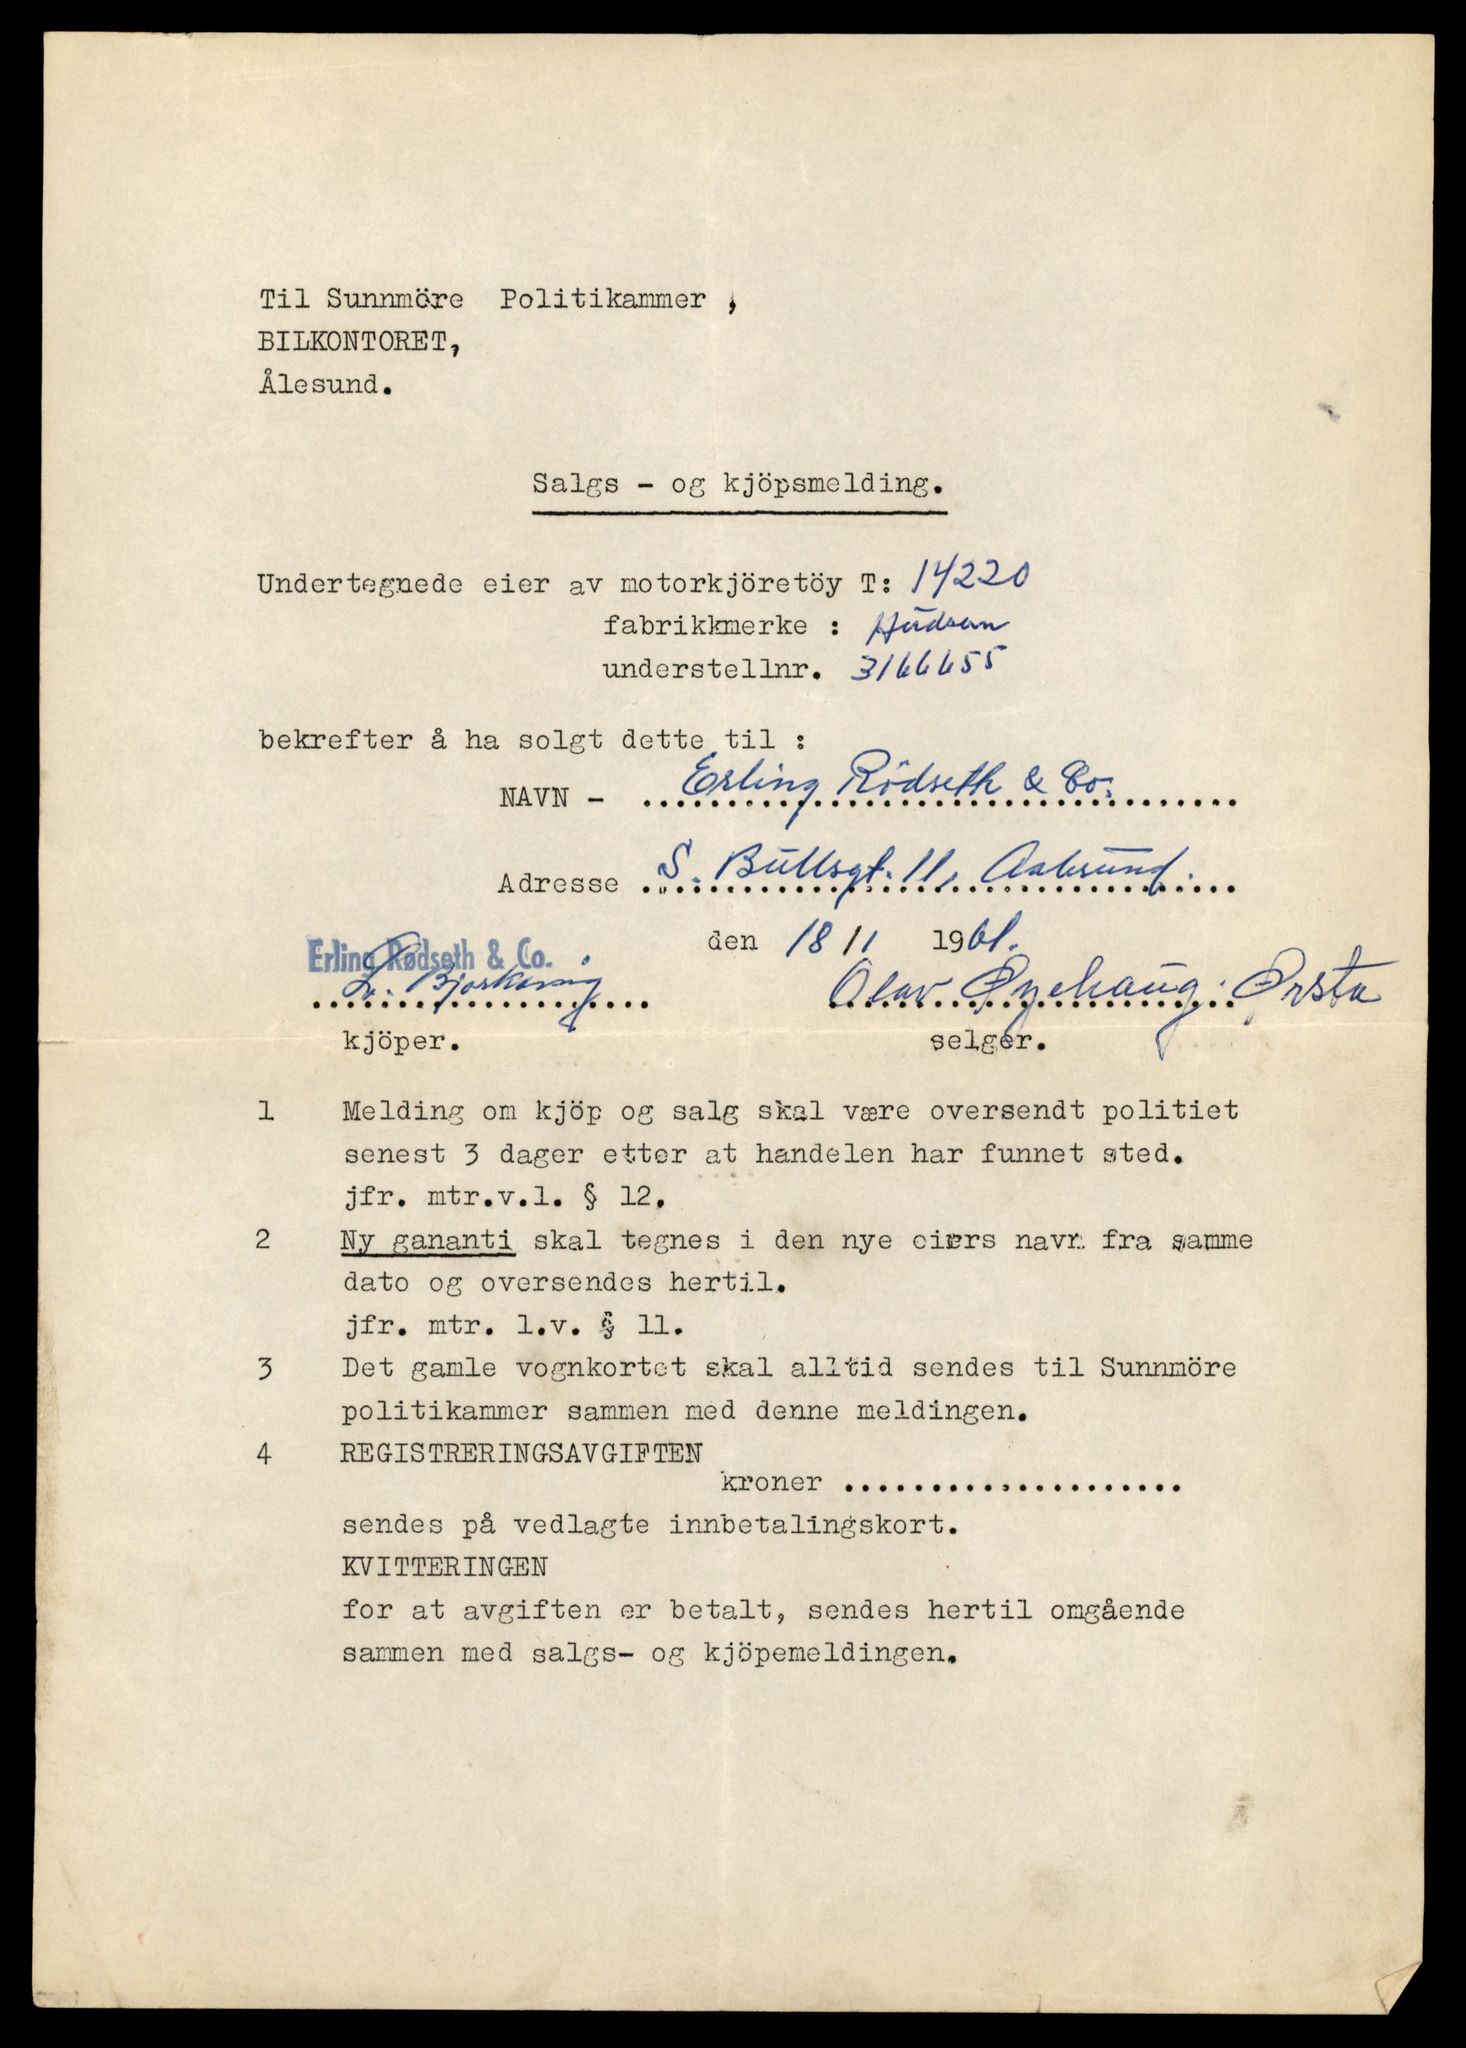 Til Sunnmöre Politikammer ,
BILKONTORET,
Ålesund.
Salgs - og kjöpsmelding.
Undertegnede eier av motorkjöretöy T: 14220
fabrikkmerke : Hudson
understellnr. 3166655
bekrefter å ha solgt dette til :
NAVN - Erling Rödseth & Co.
Adresse S. Bullsgt. 11, Aalesund.
den 18 11 1961.
Erling Rødseth & Co.
L. Bjørkavåg Olav Øyehaug. Ørsta
kjöper. selger.
1 Melding om kjöp og salg skal være oversendt politiet
senest 3 dager etter at handelen har funnet sted.
jfr. mtr.v.l. § 12.
2 Ny gananti skal tegnes i den nye eiers navn fra samme
dato og oversendes hertil.
jfr. mtr. l.v. § 11.
3 Det gamle vognkortet skal alltid sendes til Sunnmöre
politikammer sammen med denne meldingen.
4 REGISTRERINGSAVGIFTEN
kroner ....................
sendes på vedlagte innbetalingskort.
KVITTERINGEN
for at avgiften er betalt, sendes hertil omgående
sammen med salgs- og kjöpemeldingen.